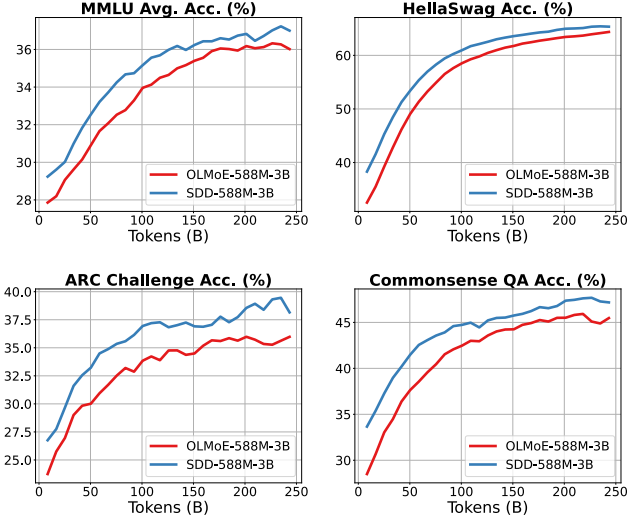 MMLU Avg. Acc. (%)
36
34
32
30
28
0 50 100 150 200 250
Tokens (B)
OLMoE-588M-3B
SDD-588M-3B
HellaSwag Acc. (%)
60
50
40
0 50 100 150 200 250
Tokens (B)
OLMoE-588M-3B
SDD-588M-3B
ARC Challenge Acc. (%)
40.0
37.5
35.0
32.5
30.0
27.5
25.0
0 50 100 150 200 250
Tokens (B)
OLMoE-588M-3B
SDD-588M-3B
Commonsense QA Acc. (%)
45
40
35
30
0 50 100 150 200 250
Tokens (B)
OLMoE-588M-3B
SDD-588M-3B